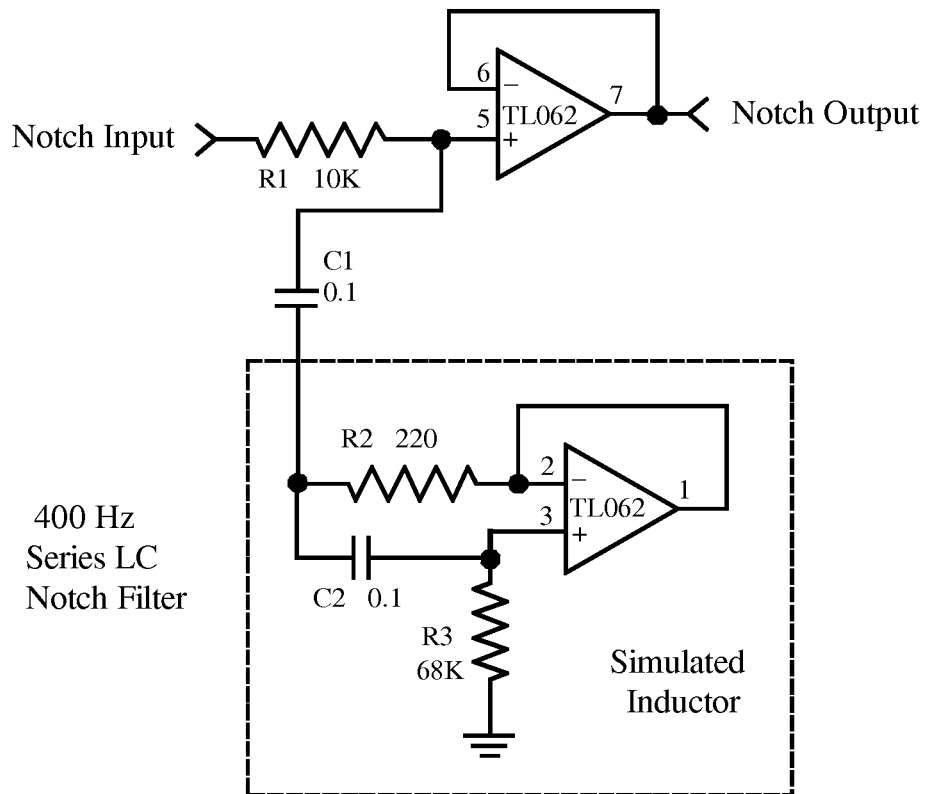 6
−
TL062
7
5
+
Notch Input
Notch Output
R1 10K
C1
0.1
R2 220
2
−
TL062
1
3
+
400 Hz
Series LC
Notch Filter
C2 0.1
R3
68K
Simulated
Inductor